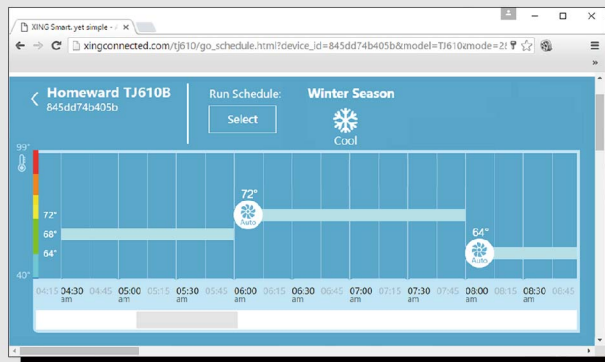 XING Smart, yet simple - A
xingconnected.com/tj610/go_schedule.html?device_id=845dd74b405b&model=TJ610&mode=2
Homeward TJ610B
845dd74b405b
Run Schedule:
Select
Winter Season
Cool
99°
72°
68°
64°
40°
72°
Auto
64°
Auto
04:15 04:30 04:45 05:00 05:15 05:30 05:45 06:00 06:15 06:30 06:45 07:00 07:15 07:30 07:45 08:00 08:15 08:30 08:45
am am am am am am am am am